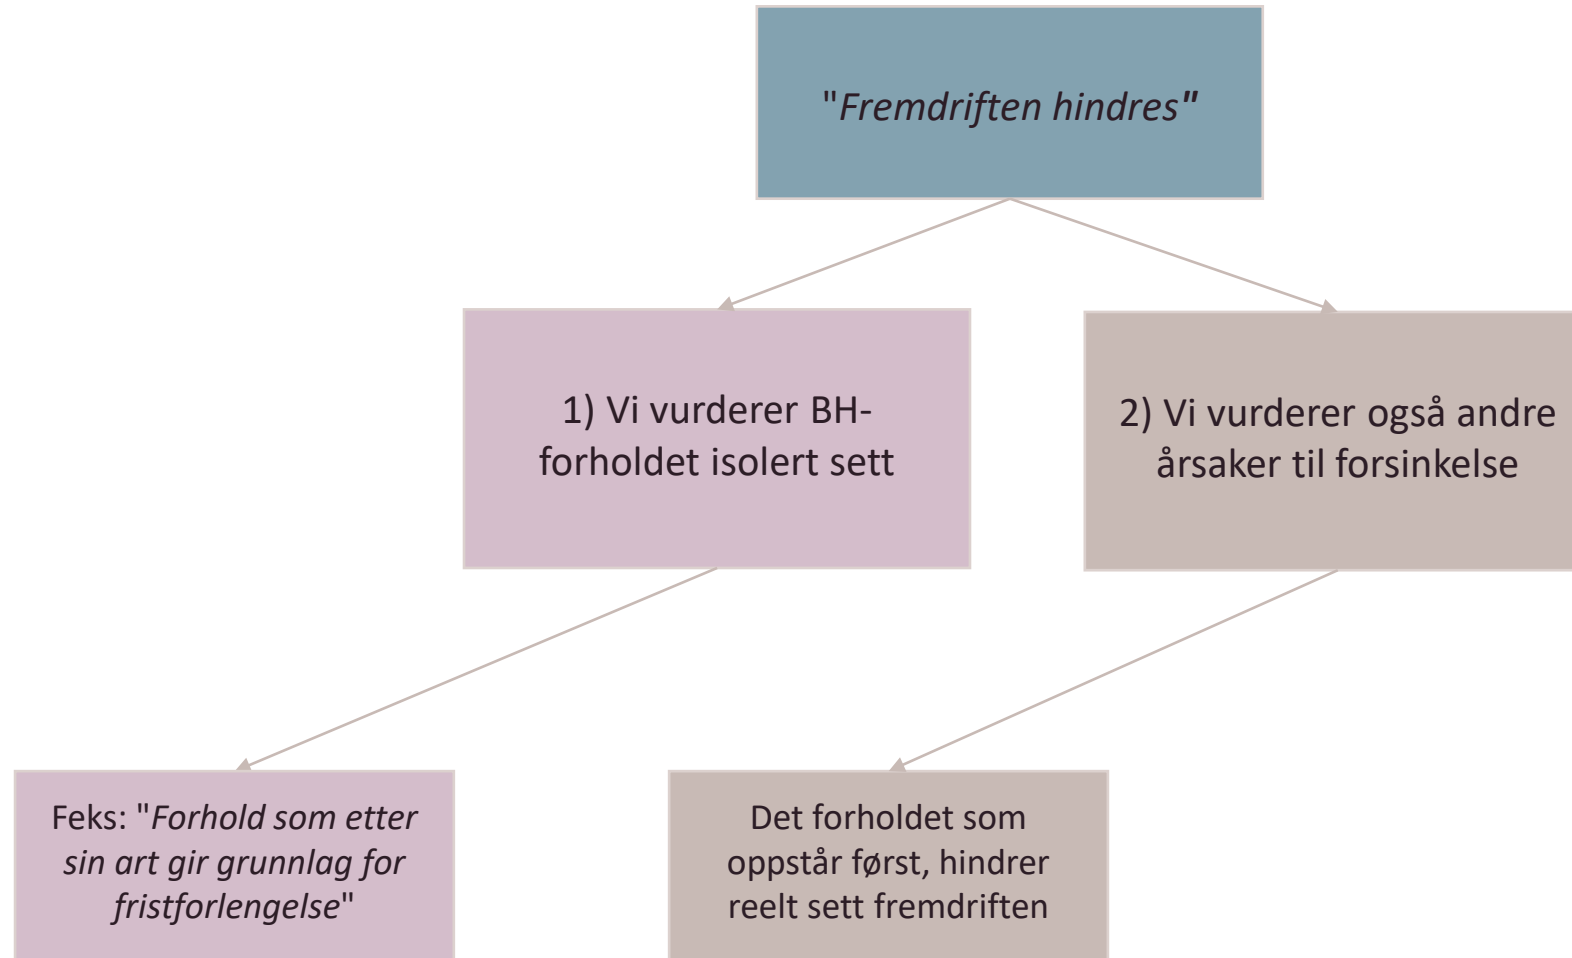 "Fremdriften hindres"
1) Vi vurderer BH-
forholdet isolert sett
2) Vi vurderer også andre
årsaker til forsinkelse
Feks: "Forhold som etter
sin art gir grunnlag for
fristforlengelse"
Det forholdet som
oppstår først, hindrer
reelt sett fremdriften